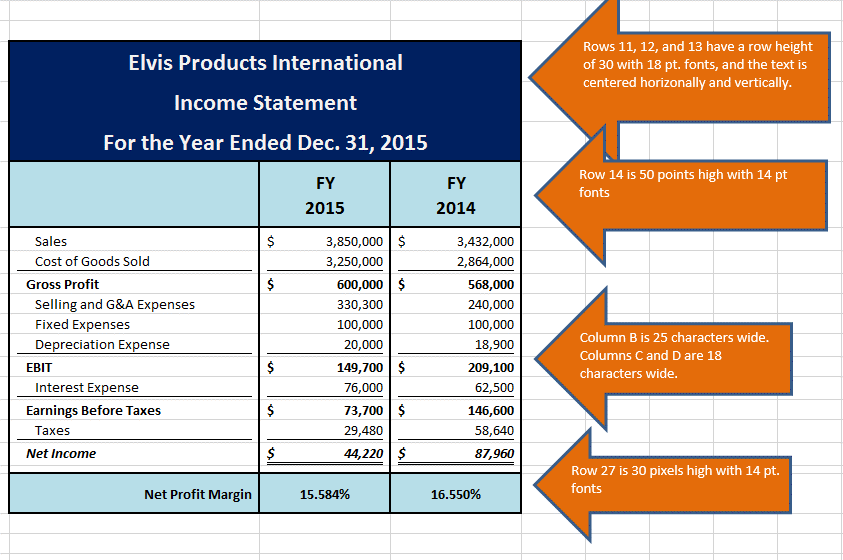 Elvis Products International
Income Statement
For the Year Ended Dec. 31, 2015
FY 2015 FY 2014
Sales $ 3,850,000 $ 3,432,000
Cost of Goods Sold 3,250,000 2,864,000
Gross Profit $ 600,000 $ 568,000
Selling and G&A Expenses 330,300 240,000
Fixed Expenses 100,000 100,000
Depreciation Expense 20,000 18,900
EBIT $ 149,700 $ 209,100
Interest Expense 76,000 62,500
Earnings Before Taxes $ 73,700 $ 146,600
Taxes 29,480 58,640
Net Income $ 44,220 $ 87,960
Net Profit Margin 15.584% 16.550%
Rows 11, 12, and 13 have a row height
of 30 with 18 pt. fonts, and the text is
centered horizonally and vertically.
Row 14 is 50 points high with 14 pt
fonts
Column B is 25 characters wide.
Columns C and D are 18
characters wide.
Row 27 is 30 pixels high with 14 pt.
fonts